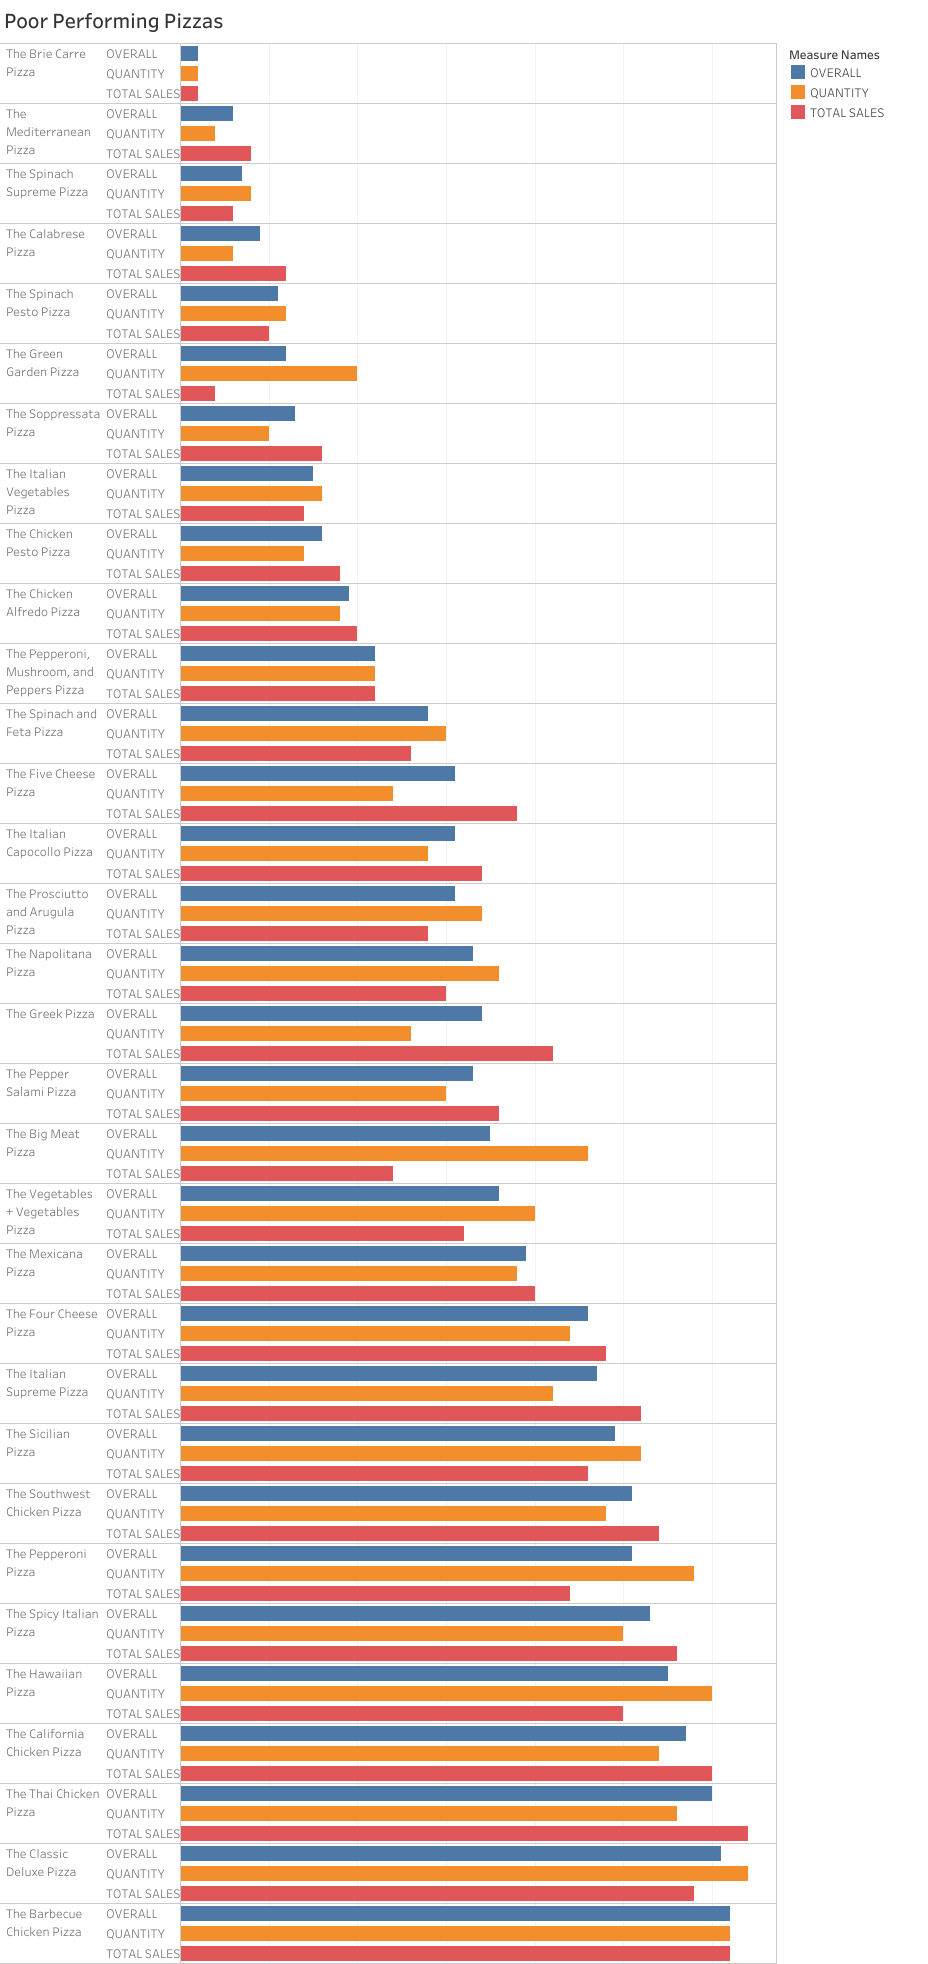 Poor Performing Pizzas
Measure Names
OVERALL
QUANTITY
TOTAL SALES
The Brie Carre OVERALL
Pizza QUANTITY
TOTAL SALES
The OVERALL
Mediterranean QUANTITY
Pizza TOTAL SALES
The Spinach OVERALL
Supreme Pizza QUANTITY
TOTAL SALES
The Calabrese OVERALL
Pizza QUANTITY
TOTAL SALES
The Spinach OVERALL
Pesto Pizza QUANTITY
TOTAL SALES
The Green OVERALL
Garden Pizza QUANTITY
TOTAL SALES
The Soppressata OVERALL
Pizza QUANTITY
TOTAL SALES
The Italian OVERALL
Vegetables QUANTITY
Pizza TOTAL SALES
The Chicken OVERALL
Pesto Pizza QUANTITY
TOTAL SALES
The Chicken OVERALL
Alfredo Pizza QUANTITY
TOTAL SALES
The Pepperoni, OVERALL
Mushroom, and QUANTITY
Peppers Pizza TOTAL SALES
The Spinach and OVERALL
Feta Pizza QUANTITY
TOTAL SALES
The Five Cheese OVERALL
Pizza QUANTITY
TOTAL SALES
The Italian OVERALL
Capocollo Pizza QUANTITY
TOTAL SALES
The Prosciutto OVERALL
and Arugula QUANTITY
Pizza TOTAL SALES
The Napolitana OVERALL
Pizza QUANTITY
TOTAL SALES
The Greek Pizza OVERALL
QUANTITY
TOTAL SALES
The Pepper OVERALL
Salami Pizza QUANTITY
TOTAL SALES
The Big Meat OVERALL
Pizza QUANTITY
TOTAL SALES
The Vegetables OVERALL
+ Vegetables QUANTITY
Pizza TOTAL SALES
The Mexicana OVERALL
Pizza QUANTITY
TOTAL SALES
The Four Cheese OVERALL
Pizza QUANTITY
TOTAL SALES
The Italian OVERALL
Supreme Pizza QUANTITY
TOTAL SALES
The Sicilian OVERALL
Pizza QUANTITY
TOTAL SALES
The Southwest OVERALL
Chicken Pizza QUANTITY
TOTAL SALES
The Pepperoni OVERALL
Pizza QUANTITY
TOTAL SALES
The Spicy Italian OVERALL
Pizza QUANTITY
TOTAL SALES
The Hawaiian OVERALL
Pizza QUANTITY
TOTAL SALES
The California OVERALL
Chicken Pizza QUANTITY
TOTAL SALES
The Thai Chicken OVERALL
Pizza QUANTITY
TOTAL SALES
The Classic OVERALL
Deluxe Pizza QUANTITY
TOTAL SALES
The Barbecue OVERALL
Chicken Pizza QUANTITY
TOTAL SALES